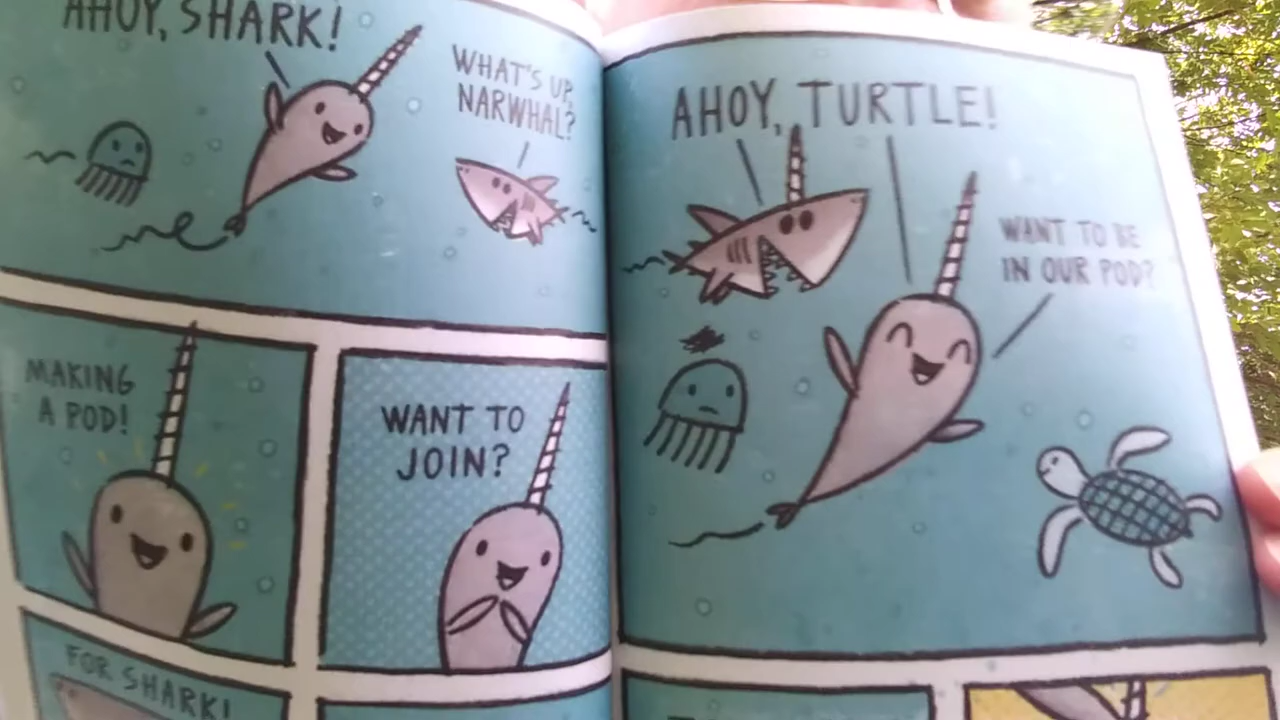 AHOY, SHARK!
WHAT'S UP,
NARWHAL?
MAKING
A POD!
WANT TO
JOIN?
FOR SHARK!
AHOY, TURTLE!
WANT TO BE
IN OUR POD?